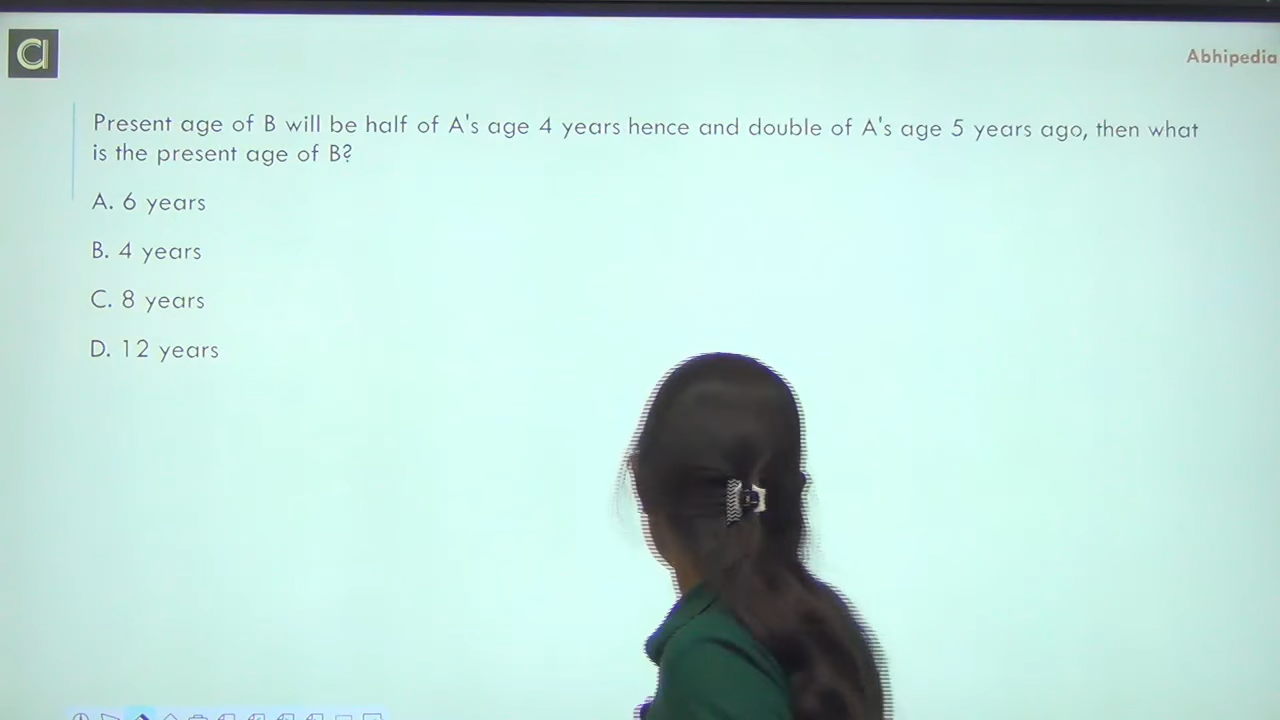 Abhipedia
Present age of B will be half of A's age 4 years hence and double of A's age 5 years ago, then what
is the present age of B?
A. 6 years
B. 4 years
C. 8 years
D. 12 years